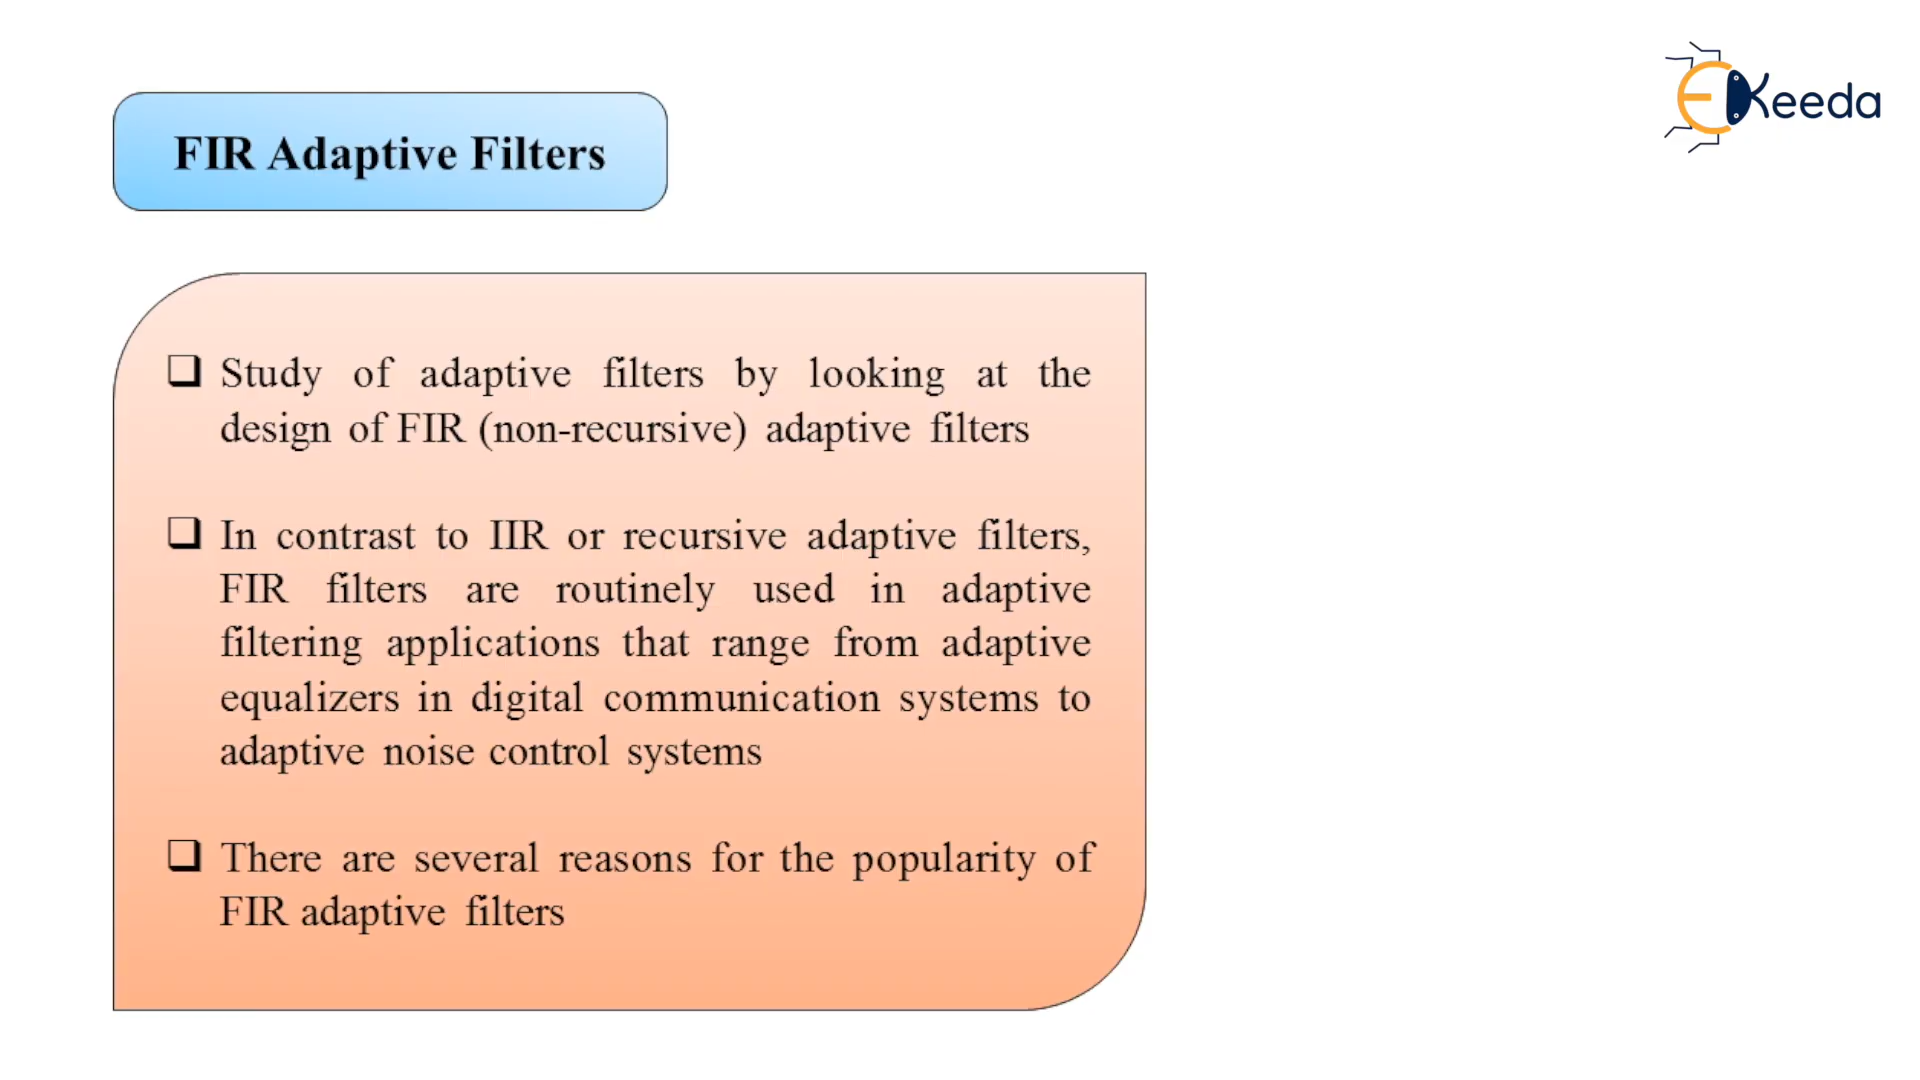 EKeeda
FIR Adaptive Filters
❑ Study of adaptive filters by looking at the
design of FIR (non-recursive) adaptive filters
❑ In contrast to IIR or recursive adaptive filters,
FIR filters are routinely used in adaptive
filtering applications that range from adaptive
equalizers in digital communication systems to
adaptive noise control systems
❑ There are several reasons for the popularity of
FIR adaptive filters